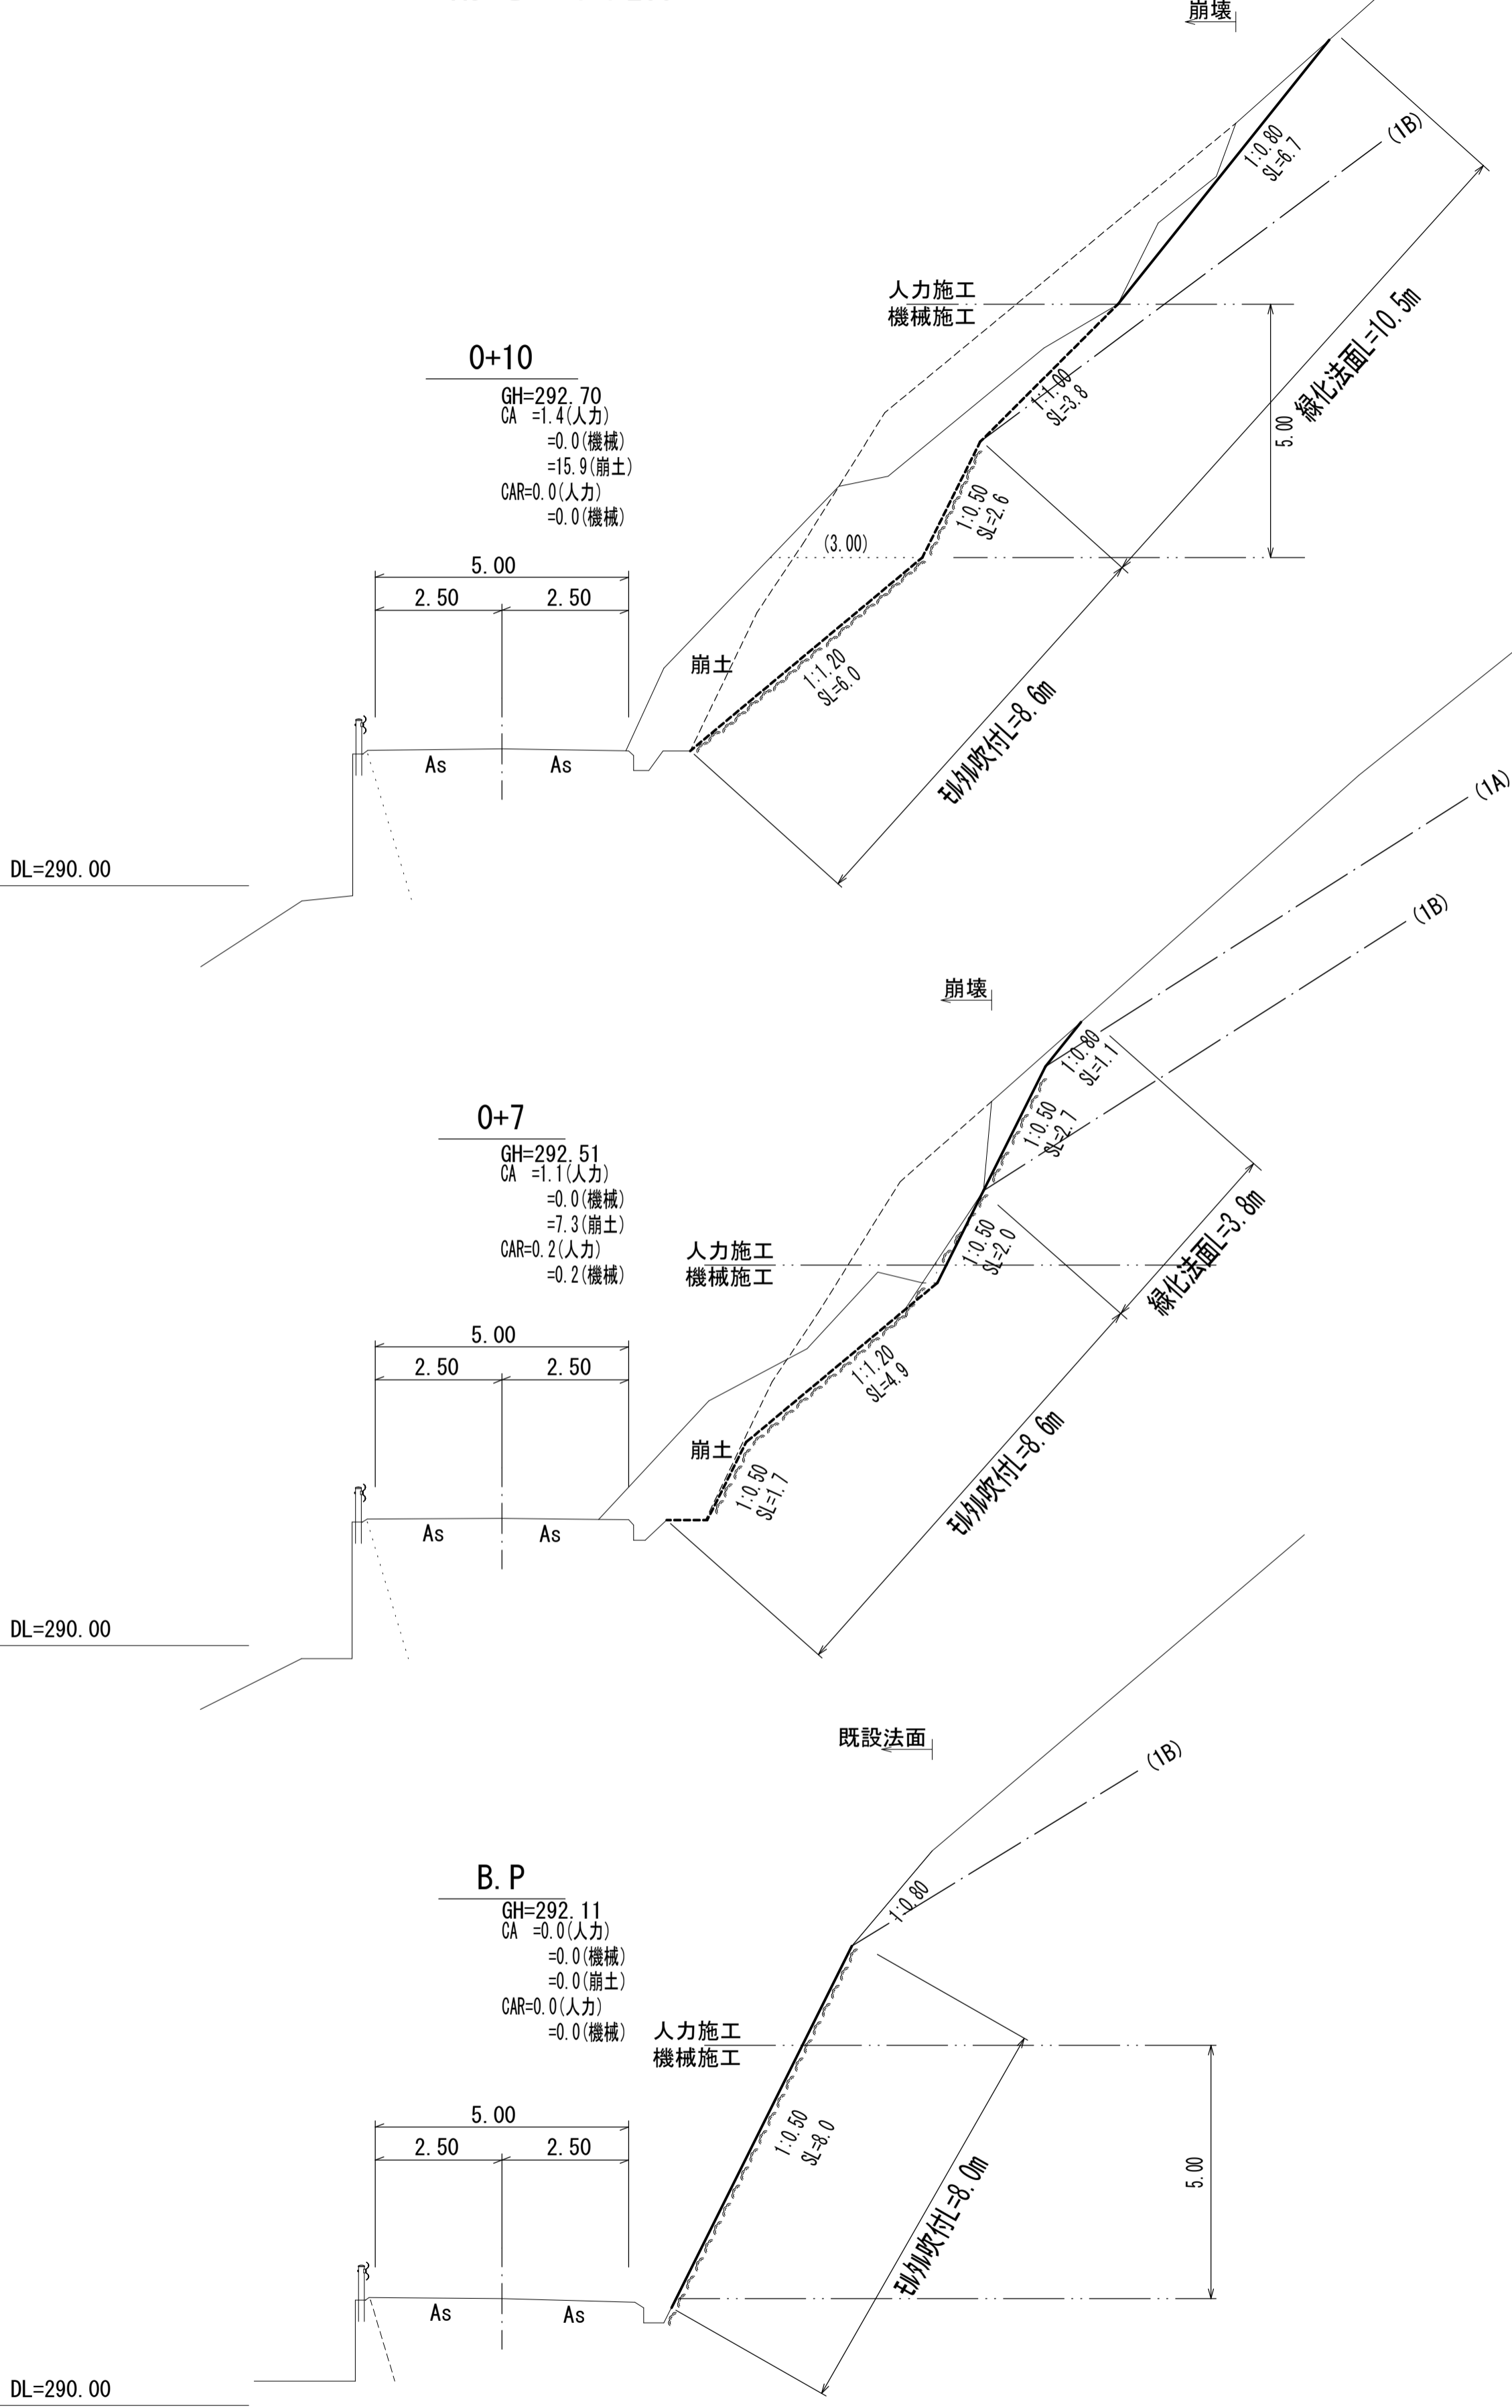 崩壊
1:0.80
SL=6.7
(1B)
人力施工
機械施工
緑化法面L=10.5m
5.00
0+10
GH=292.70
CA =1.4(人力)
=0.0(機械)
=15.9(崩土)
CAR=0.0(人力)
=0.0(機械)
1:1.00
SL=3.8
1:0.50
SL=2.6
(3.00)
5.00
2.50
2.50
崩土
1:1.20
SL=6.0
ﾓﾙﾀﾙ吹付L=8.6m
As
As
DL=290.00
(1A)
(1B)
崩壊
1:0.80
SL=1.1
1:0.50
SL=2.7
0+7
GH=292.51
CA =1.1(人力)
=0.0(機械)
=7.3(崩土)
CAR=0.2(人力)
=0.2(機械)
人力施工
機械施工
1:0.50
SL=2.0
緑化法面L=3.8m
5.00
2.50
2.50
1:1.20
SL=4.9
崩土
1:0.50
SL=1.7
ﾓﾙﾀﾙ吹付L=8.6m
As
As
DL=290.00
既設法面
(1B)
1:0.80
B.P
GH=292.11
CA =0.0(人力)
=0.0(機械)
=0.0(崩土)
CAR=0.0(人力)
=0.0(機械)
人力施工
機械施工
5.00
2.50
2.50
1:0.50
SL=8.0
ﾓﾙﾀﾙ吹付L=8.0m
5.00
As
As
DL=290.00